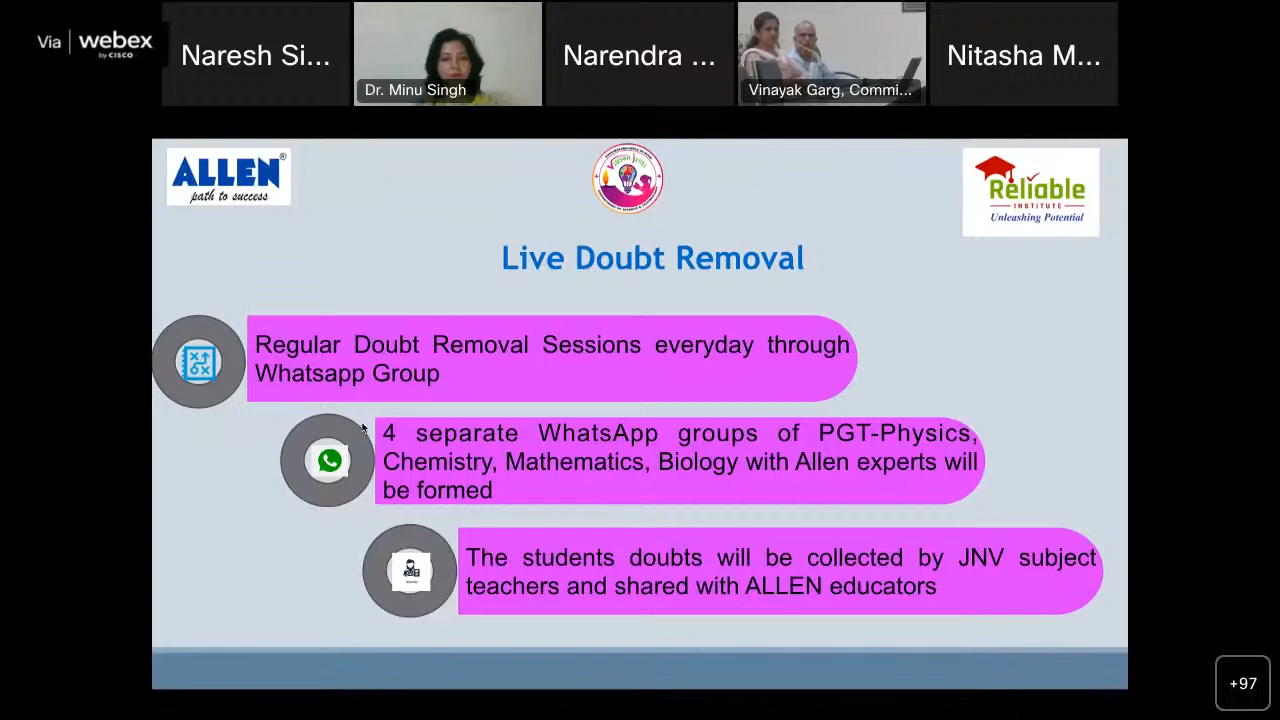 Via webex
by CISCO
Naresh Si...
Dr. Minu Singh
Narendra ...
Vinayak Garg, Commi...
Nitasha M...
ALLEN®
path to success
Reliable
INSTITUTE
Unleashing Potential
Live Doubt Removal
Regular Doubt Removal Sessions everyday through
Whatsapp Group
4 separate WhatsApp groups of PGT-Physics,
Chemistry, Mathematics, Biology with Allen experts will
be formed
The students doubts will be collected by JNV subject
teachers and shared with ALLEN educators
+97